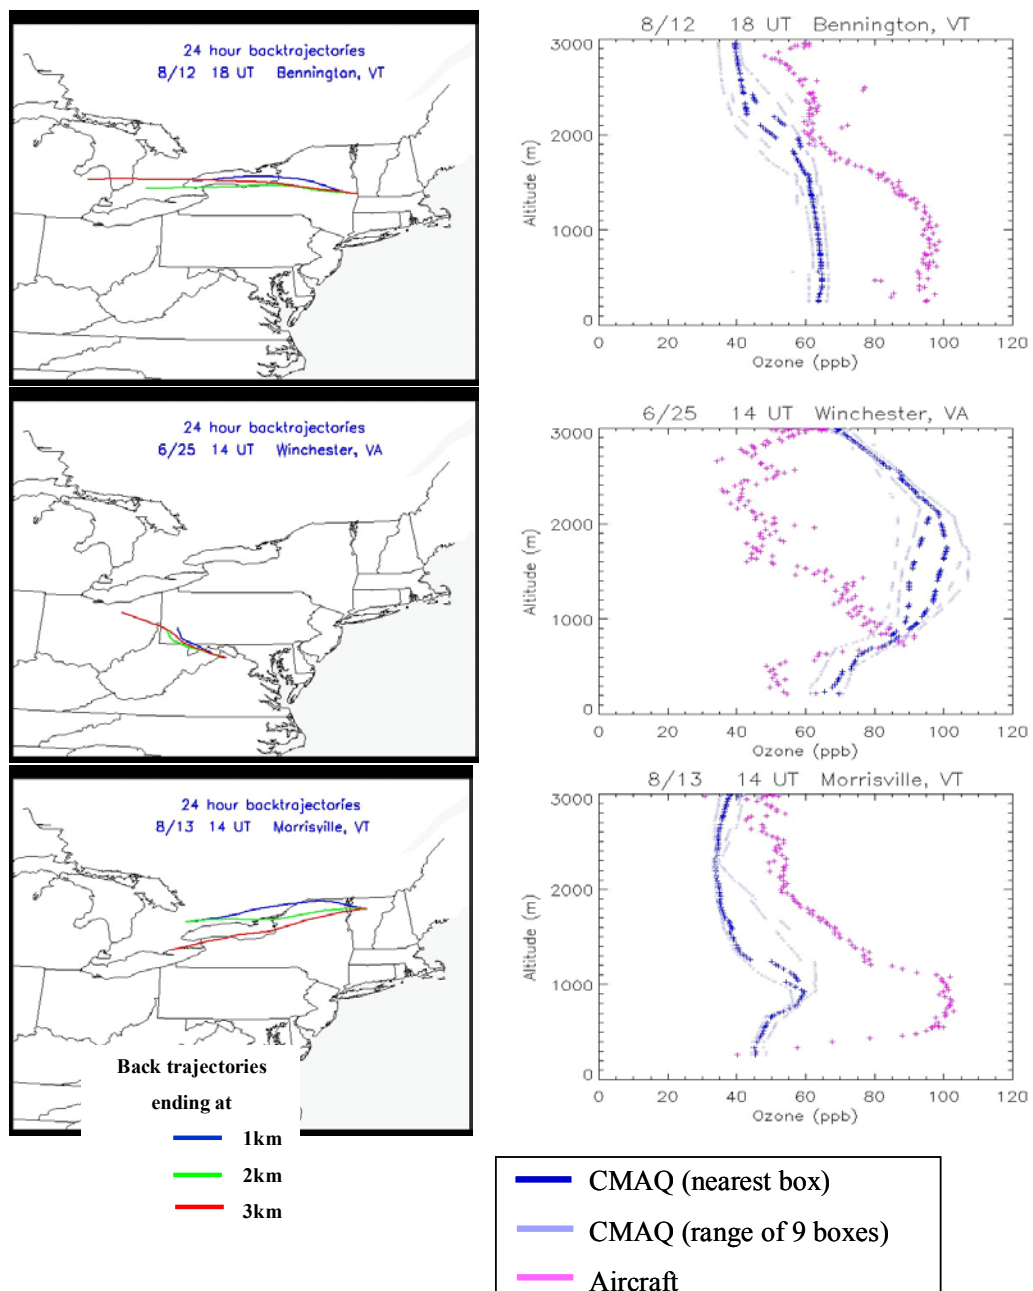 24 hour backtrajectories
8/12 18 UT Bennington, VT
8/12 18 UT Bennington, VT
3000
2000
1000
0
Altitude (m)
0 20 40 60 80 100 120
Ozone (ppb)
24 hour backtrajectories
6/25 14 UT Winchester, VA
6/25 14 UT Winchester, VA
3000
2000
1000
0
Altitude (m)
0 20 40 60 80 100 120
Ozone (ppb)
24 hour backtrajectories
8/13 14 UT Morrisville, VT
8/13 14 UT Morrisville, VT
3000
2000
1000
0
Altitude (m)
0 20 40 60 80 100 120
Ozone (ppb)
Back trajectories
ending at
1km
2km
3km
CMAQ (nearest box)
CMAQ (range of 9 boxes)
Aircraft